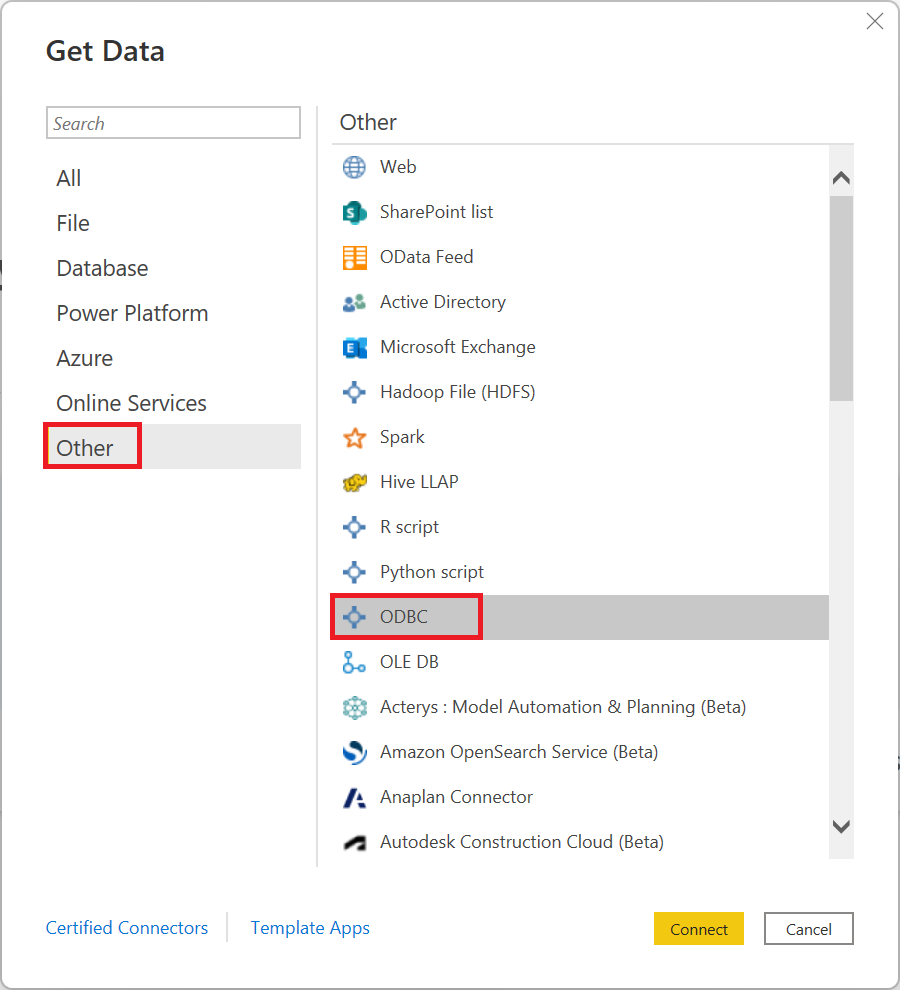 Get Data
Search
All
File
Database
Power Platform
Azure
Online Services
Other
Other
Web
SharePoint list
OData Feed
Active Directory
Microsoft Exchange
Hadoop File (HDFS)
Spark
Hive LLAP
R script
Python script
ODBC
OLE DB
Acterys : Model Automation & Planning (Beta)
Amazon OpenSearch Service (Beta)
Anaplan Connector
Autodesk Construction Cloud (Beta)
Certified Connectors
Template Apps
Connect
Cancel